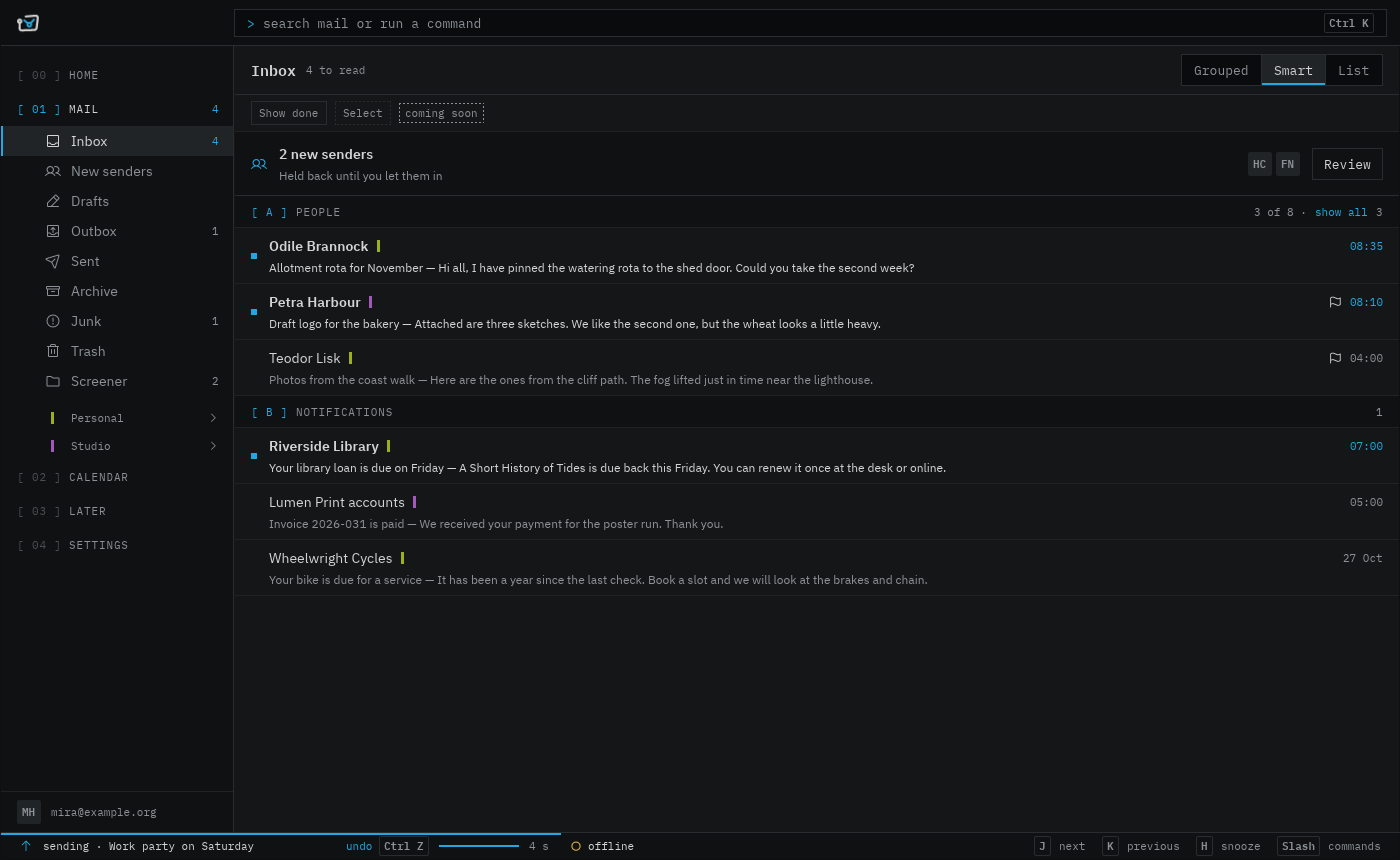 > search mail or run a command Ctrl K
[ 00 ] HOME
[ 01 ] MAIL 4
Inbox 4
New senders
Drafts
Outbox 1
Sent
Archive
Junk 1
Trash
Screener 2
Personal
Studio
[ 02 ] CALENDAR
[ 03 ] LATER
[ 04 ] SETTINGS
MH mira@example.org
Inbox 4 to read Grouped Smart List
Show done Select coming soon
2 new senders
Held back until you let them in
HC FN Review
[ A ] PEOPLE 3 of 8 · show all 3
Odile Brannock 08:35
Allotment rota for November — Hi all, I have pinned the watering rota to the shed door. Could you take the second week?
Petra Harbour 08:10
Draft logo for the bakery — Attached are three sketches. We like the second one, but the wheat looks a little heavy.
Teodor Lisk 04:00
Photos from the coast walk — Here are the ones from the cliff path. The fog lifted just in time near the lighthouse.
[ B ] NOTIFICATIONS 1
Riverside Library 07:00
Your library loan is due on Friday — A Short History of Tides is due back this Friday. You can renew it once at the desk or online.
Lumen Print accounts 05:00
Invoice 2026-031 is paid — We received your payment for the poster run. Thank you.
Wheelwright Cycles 27 Oct
Your bike is due for a service — It has been a year since the last check. Book a slot and we will look at the brakes and chain.
sending · Work party on Saturday undo Ctrl Z 4 s offline J next K previous H snooze Slash commands